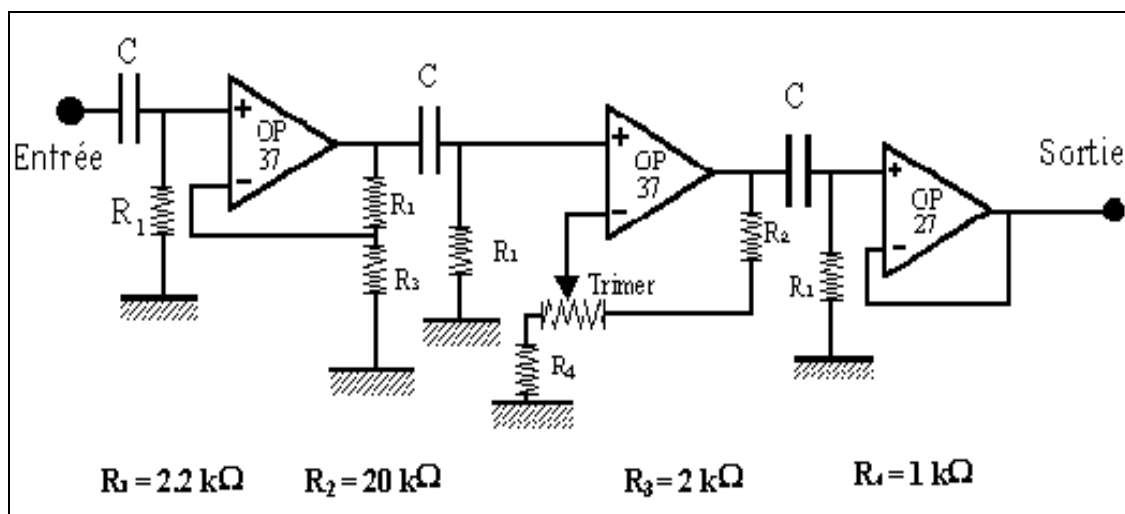 C
C
C
+
OP
37
−
Entrée
R1
R1
R3
R1
+
OP
37
−
Trimer
R4
R2
+
OP
27
−
R1
Sortie
R1 = 2.2 kΩ R2 = 20 kΩ R3 = 2 kΩ R4 = 1 kΩ